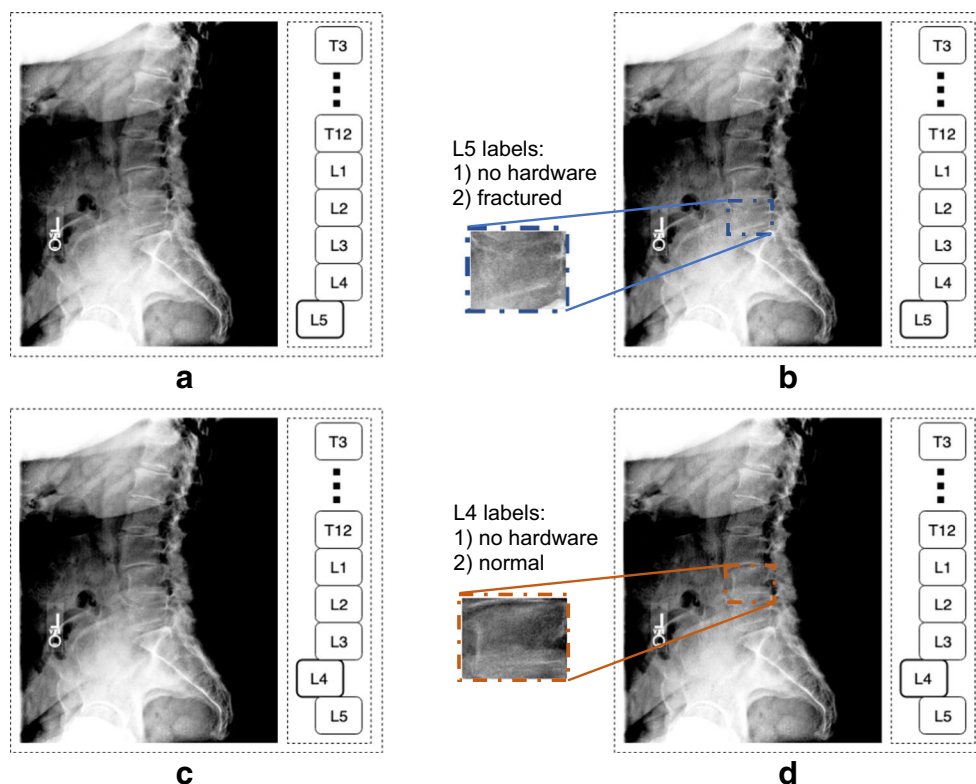 T3
T12
L1
L2
L3
L4
L5
a
L5 labels:
1) no hardware
2) fractured
T3
T12
L1
L2
L3
L4
L5
b
T3
T12
L1
L2
L3
L4
L5
c
L4 labels:
1) no hardware
2) normal
T3
T12
L1
L2
L3
L4
L5
d